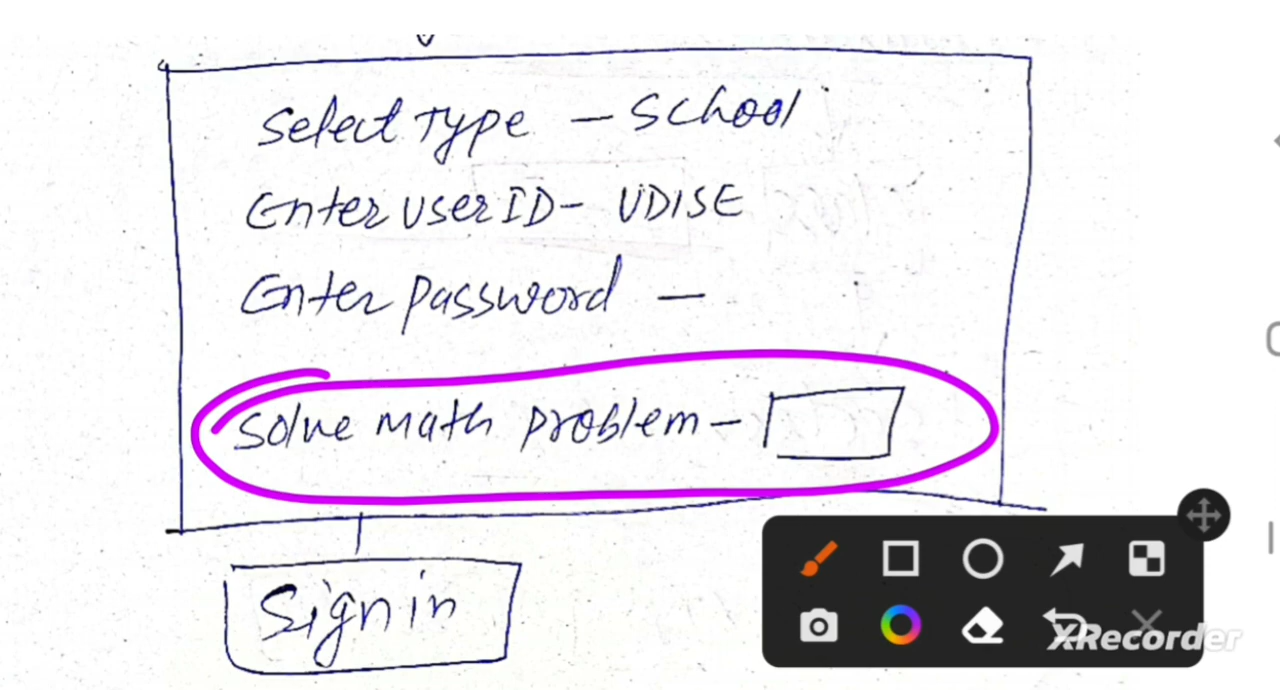 Select Type – School
Enter user ID – UDISE
Enter password –
Solve math problem –
Sign in
XRecorder